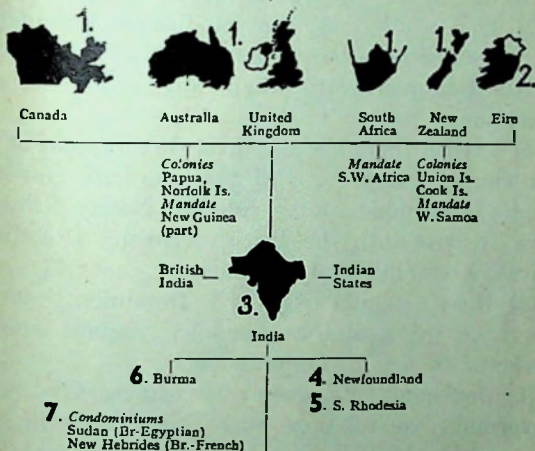 1.
1.
1.
1.
2.
Canada
Australia
United
Kingdom
South
Africa
New
Zealand
Eire
Colonies
Papua,
Norfolk Is.
Mandate
New Guinea
(part)
Mandate
S.W. Africa
Colonies
Union Is.
Cook Is.
Mandate
W. Samoa
British
India
Indian
States
3.
India
6. Burma
4. Newfoundland
5. S. Rhodesia
7. Condominiums
Sudan (Br-Egyptian)
New Hebrides (Br.-French)